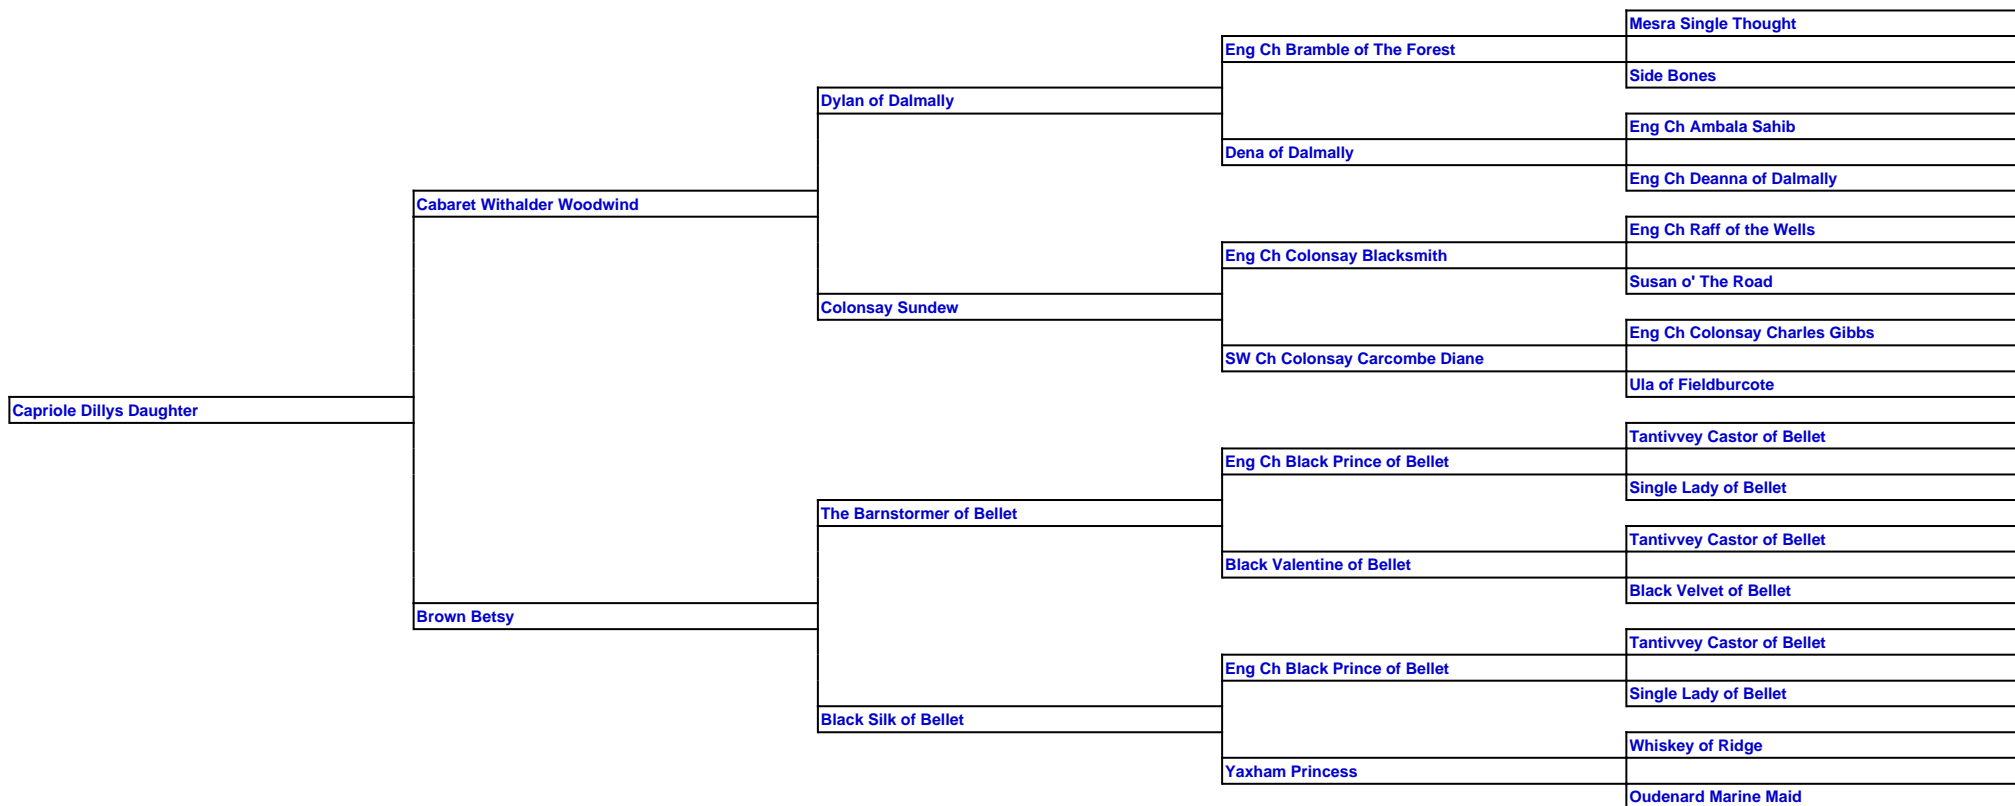 Mesra Single Thought
Eng Ch Bramble of The Forest
Side Bones
Dylan of Dalmally
Eng Ch Ambala Sahib
Dena of Dalmally
Eng Ch Deanna of Dalmally
Cabaret Withalder Woodwind
Eng Ch Raff of the Wells
Eng Ch Colonsay Blacksmith
Susan o' The Road
Colonsay Sundew
Eng Ch Colonsay Charles Gibbs
SW Ch Colonsay Carcombe Diane
Ula of Fieldburcote
Capriole Dillys Daughter
Tantivvey Castor of Bellet
Eng Ch Black Prince of Bellet
Single Lady of Bellet
The Barnstormer of Bellet
Tantivvey Castor of Bellet
Black Valentine of Bellet
Black Velvet of Bellet
Brown Betsy
Tantivvey Castor of Bellet
Eng Ch Black Prince of Bellet
Single Lady of Bellet
Black Silk of Bellet
Whiskey of Ridge
Yaxham Princess
Oudenard Marine Maid